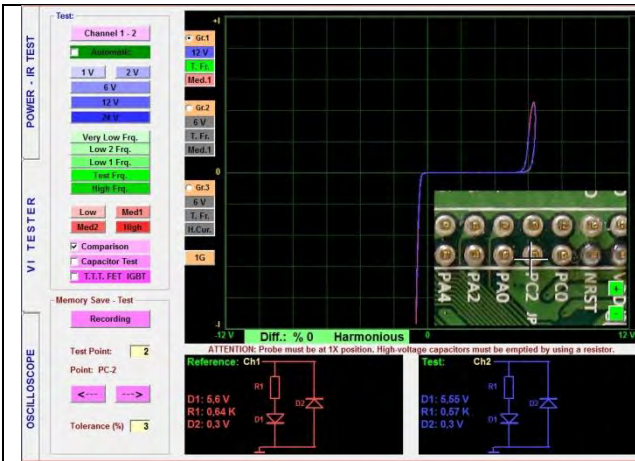 Test:
Channel 1 - 2
Automatic
1 V
2 V
6 V
12 V
24 V
Very Low Frq.
Low 2 Frq.
Low 1 Frq.
Test Frq.
High Frq.
Low
Med1
Med2
High
Comparison
Capacitor Test
T.T.T. FET IGBT
Memory Save - Test
Recording
Test Point: 2
Point: PC-2
<---
--->
Tolerance (%) 3
POWER - IR TEST
VI TESTER
OSCILLOSCOPE
Gr.1
12 V
T. Fr.
Med.1
Gr.2
6 V
T. Fr.
Med.1
Gr.3
6 V
T. Fr.
H.Cur.
1G
+I
0
-I
-12 V
0
12 V
PA4
PA2
PA0
PC2
JP
PC0
NRST
+
-
Diff.: % 0 Harmonious
ATTENTION: Probe must be at 1X position. High-voltage capacitors must be emptied by using a resistor.
Reference: Ch1
R1
D1
D2
D1: 5,6 V
R1: 0,64 K
D2: 0,3 V
Test: Ch2
R1
D1
D2
D1: 5,55 V
R1: 0,57 K
D2: 0,3 V